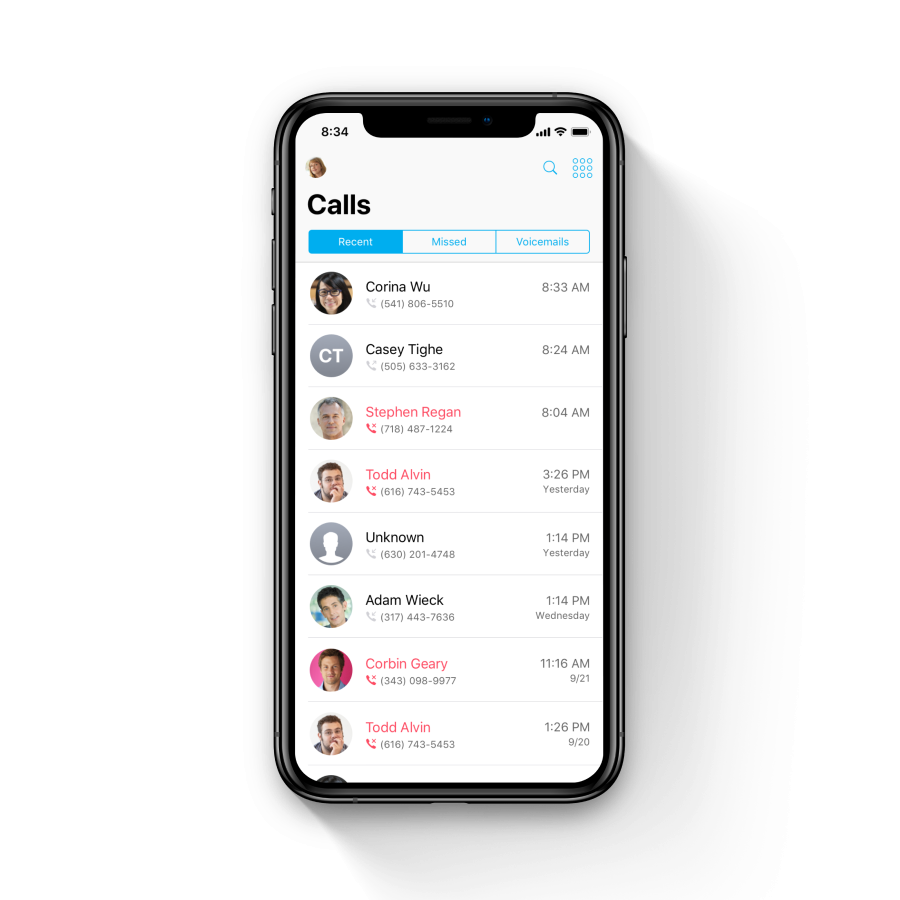 8:34
Calls
Recent Missed Voicemails
Corina Wu 8:33 AM
(541) 806-5510
CT Casey Tighe 8:24 AM
(505) 633-3162
Stephen Regan 8:04 AM
(718) 487-1224
Todd Alvin 3:26 PM
(616) 743-5453 Yesterday
Unknown 1:14 PM
(630) 201-4748 Yesterday
Adam Wieck 1:14 PM
(317) 443-7636 Wednesday
Corbin Geary 11:16 AM
(343) 098-9977 9/21
Todd Alvin 1:26 PM
(616) 743-5453 9/20